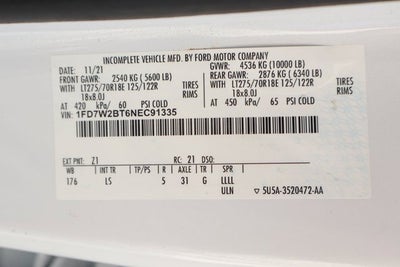 INCOMPLETE VEHICLE MFD. BY FORD MOTOR COMPANY
DATE: 11/21 GVWR: 4536 KG (10000 LB)
FRONT GAWR: 2540 KG (5600 LB) REAR GAWR: 2876 KG (6340 LB)
WITH LT275/70R18E 125/122R TIRES WITH LT275/70R18E 125/122R TIRES
18x8.0J RIMS 18x8.0J RIMS
AT 420 kPa/ 60 PSI COLD AT 450 kPa/ 65 PSI COLD
VIN: 1FD7W2BT6NEC91335
EXT PNT: Z1 RC: 21 DSO:
WB INT TR TP/PS R AXLE TR SPR
176 LS 5 31 G LLLL
ULN ▽ 5U5A-3520472-AA